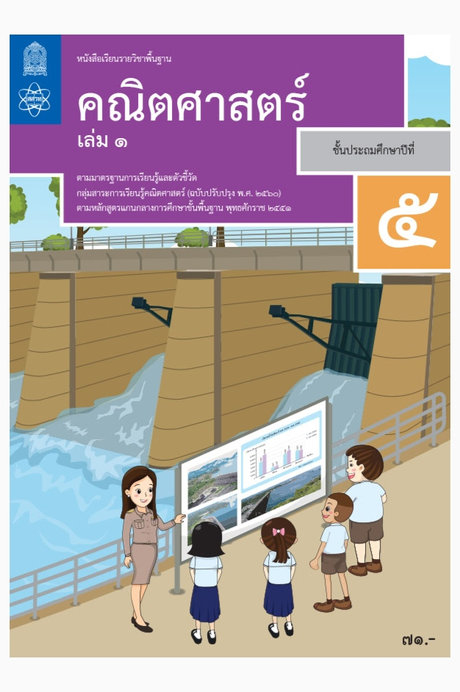 หนังสือเรียนรายวิชาพื้นฐาน
คณิตศาสตร์
เล่ม ๑
ชั้นประถมศึกษาปีที่
๕
ตามมาตรฐานการเรียนรู้และตัวชี้วัด
กลุ่มสาระการเรียนรู้คณิตศาสตร์ (ฉบับปรับปรุง พ.ศ. ๒๕๖๐)
ตามหลักสูตรแกนกลางการศึกษาขั้นพื้นฐาน พุทธศักราช ๒๕๕๑
๗๑.-